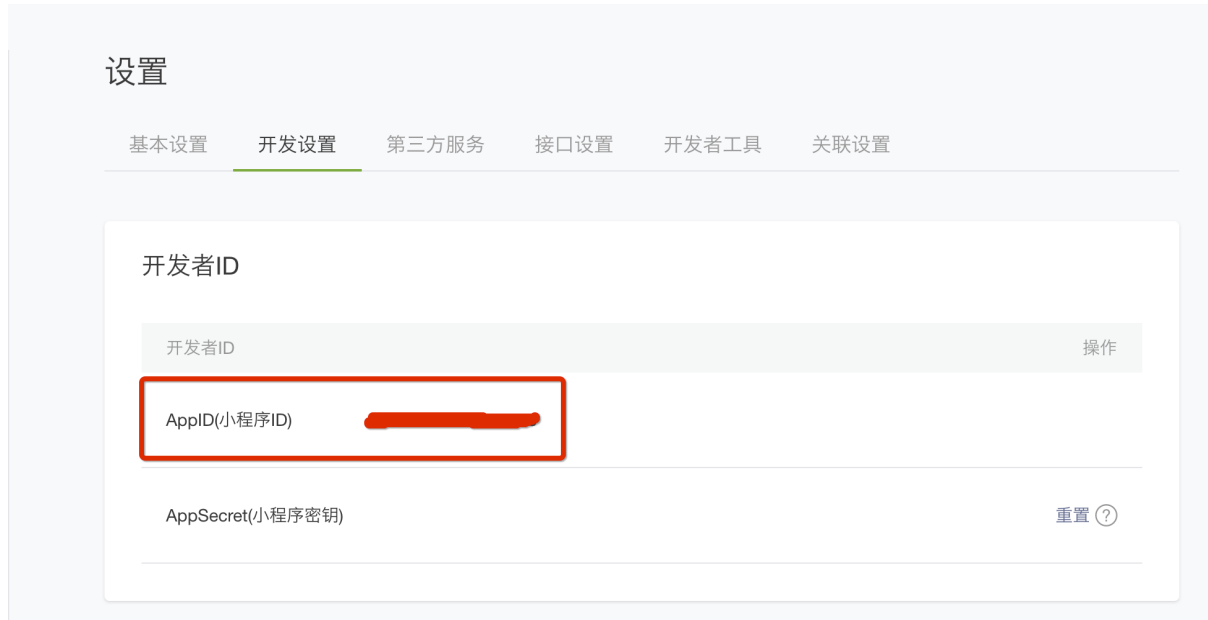 设置
基本设置 开发设置 第三方服务 接口设置 开发者工具 关联设置
开发者ID
开发者ID 操作
AppID(小程序ID)
AppSecret(小程序密钥) 重置 ?